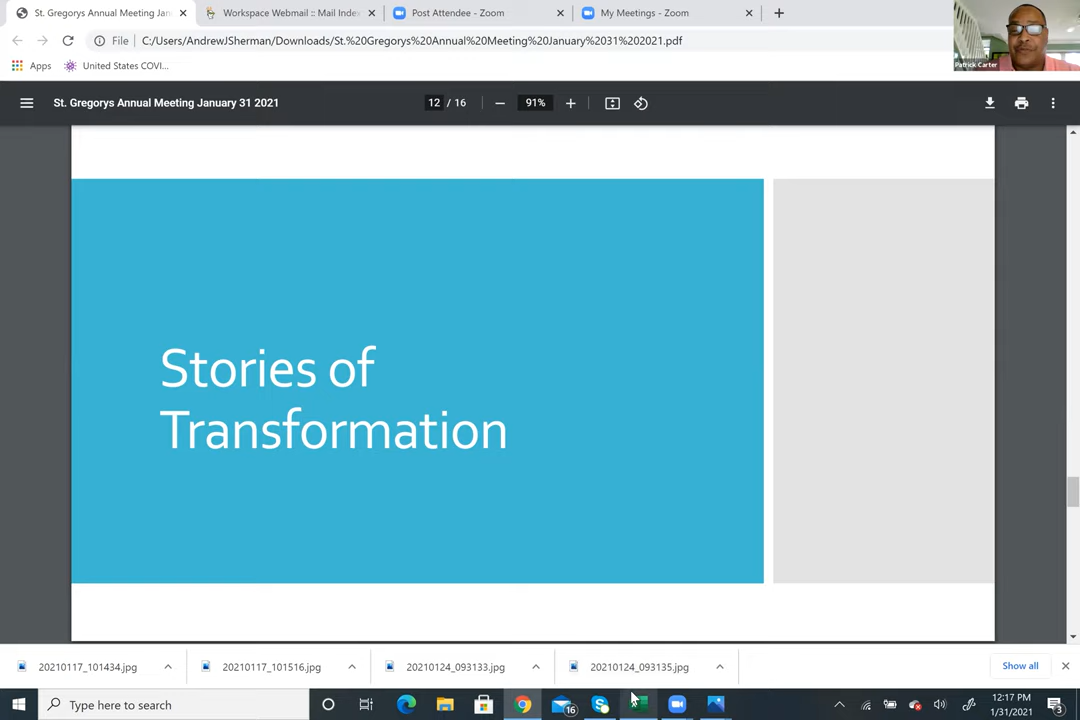 St. Gregorys Annual Meeting Jan
Workspace Webmail :: Mail Index
Post Attendee - Zoom
My Meetings - Zoom
File
C:/Users/AndrewJSherman/Downloads/St.%20Gregorys%20Annual%20Meeting%20January%2031%202021.pdf
Apps
United States COVI...
Patrick Carter
St. Gregorys Annual Meeting January 31 2021
12 / 16
91%
Stories of
Transformation
20210117_101434.jpg
20210117_101516.jpg
20210124_093133.jpg
20210124_093135.jpg
Show all
Type here to search
16
12:17 PM
1/31/2021
3